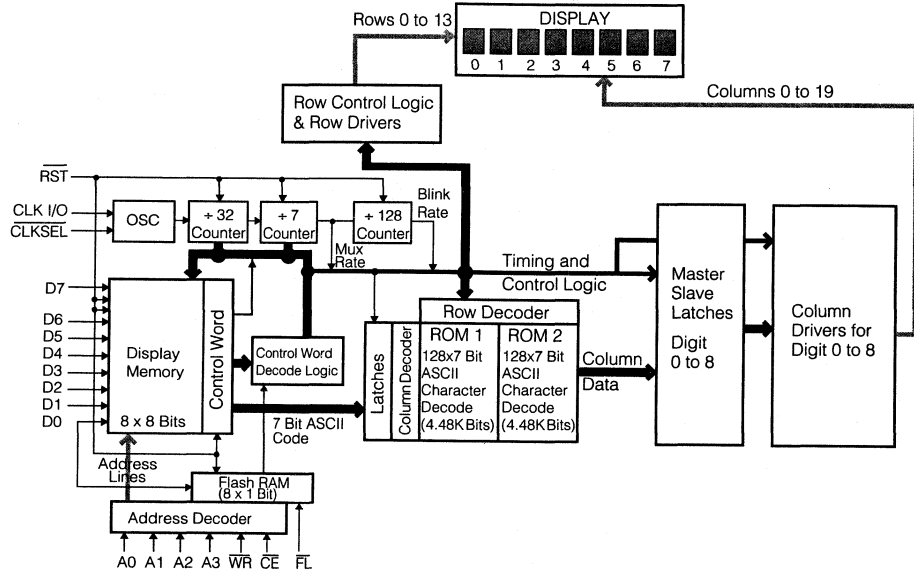 Rows 0 to 13
DISPLAY
0 1 2 3 4 5 6 7
Columns 0 to 19
Row Control Logic
& Row Drivers
RST
CLK I/O
CLKSEL
OSC
÷ 32
Counter
÷ 7
Counter
÷ 128
Counter
Blink
Rate
Mux
Rate
Timing and
Control Logic
Master
Slave
Latches
Digit
0 to 8
Column
Drivers for
Digit 0 to 8
D7
D6
D5
D4
D3
D2
D1
D0
Display
Memory
8 x 8 Bits
Control Word
Control Word
Decode Logic
7 Bit ASCII
Code
Latches
Column Decoder
Row Decoder
ROM 1
128x7 Bit
ASCII
Character
Decode
(4.48K Bits)
ROM 2
128x7 Bit
ASCII
Character
Decode
(4.48K Bits)
Column
Data
Address
Lines
Flash RAM
(8 x 1 Bit)
Address Decoder
A0 A1 A2 A3 WR CE FL